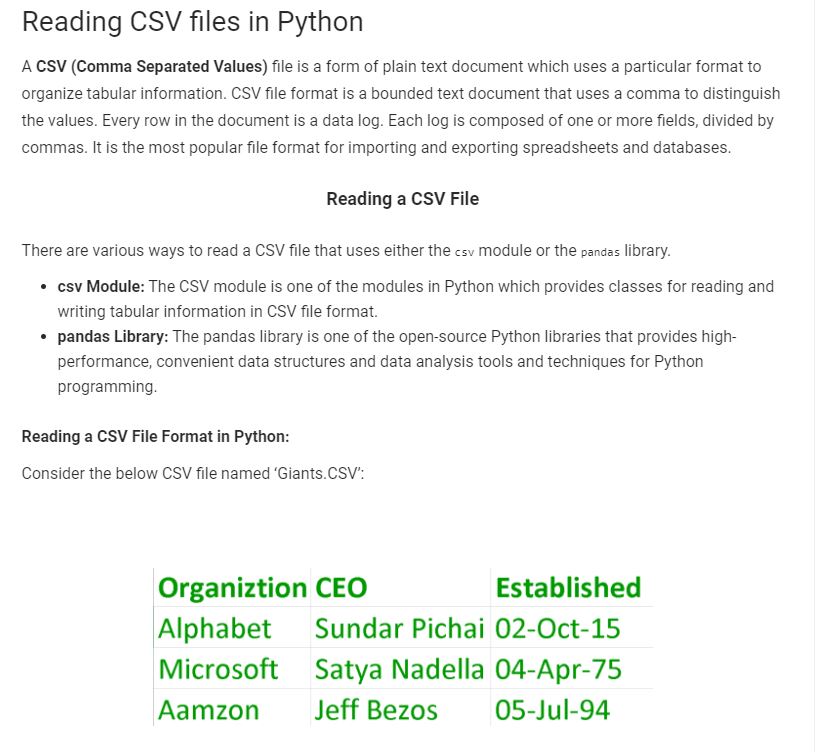 Reading CSV files in Python
A CSV (Comma Separated Values) file is a form of plain text document which uses a particular format to
organize tabular information. CSV file format is a bounded text document that uses a comma to distinguish
the values. Every row in the document is a data log. Each log is composed of one or more fields, divided by
commas. It is the most popular file format for importing and exporting spreadsheets and databases.
Reading a CSV File
There are various ways to read a CSV file that uses either the csv module or the pandas library.
• csv Module: The CSV module is one of the modules in Python which provides classes for reading and
writing tabular information in CSV file format.
• pandas Library: The pandas library is one of the open-source Python libraries that provides high-
performance, convenient data structures and data analysis tools and techniques for Python
programming.
Reading a CSV File Format in Python:
Consider the below CSV file named ‘Giants.CSV’:
Organiztion CEO Established
Alphabet Sundar Pichai 02-Oct-15
Microsoft Satya Nadella 04-Apr-75
Aamzon Jeff Bezos 05-Jul-94